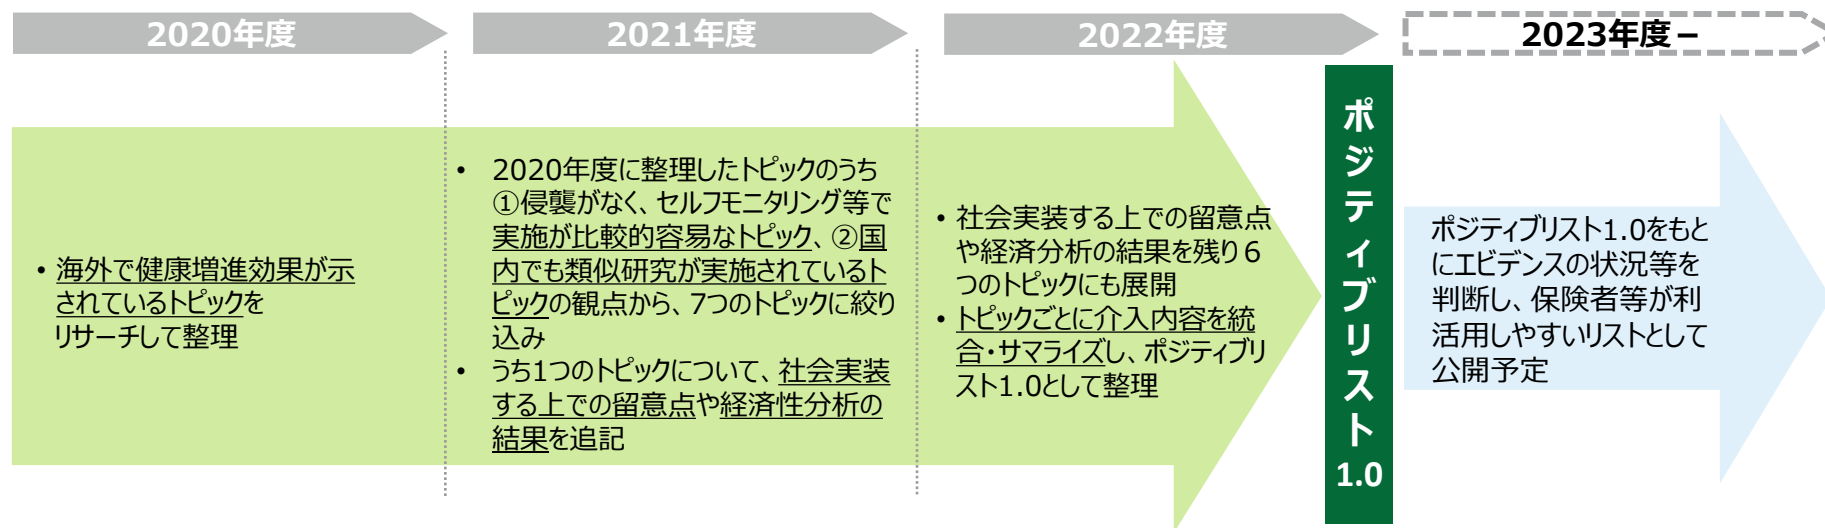 2020年度
2021年度
2022年度
2023年度－
• 海外で健康増進効果が示
されているトピックを
リサーチして整理
• 2020年度に整理したトピックのうち
①侵襲がなく、セルフモニタリング等で
実施が比較的容易なトピック、②国
内でも類似研究が実施されているト
ピックの観点から、7つのトピックに絞り
込み
• うち1つのトピックについて、社会実装
する上での留意点や経済性分析の
結果を追記
• 社会実装する上での留意点
や経済分析の結果を残り６
つのトピックにも展開
• トピックごとに介入内容を統
合・サマライズし、ポジティブリ
スト1.0として整理
ポジティブリスト1.0
ポジティブリスト1.0をもと
にエビデンスの状況等を
判断し、保険者等が利
活用しやすいリストとして
公開予定